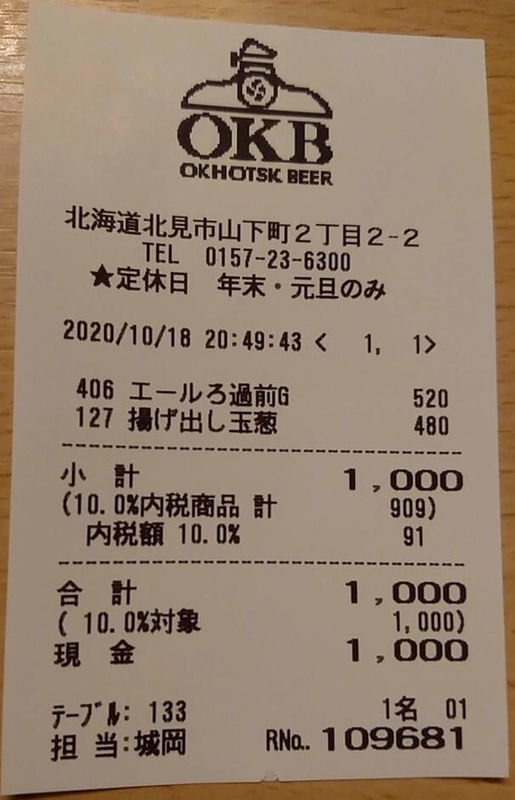 OKB
OKHOTSK BEER
北海道北見市山下町2丁目2-2
TEL 0157-23-6300
★定休日 年末・元旦のみ
2020/10/18 20:49:43 < 1, 1>
406 エールろ過前G 520
127 揚げ出し玉葱 480
小 計 1,000
(10.0%内税商品 計 909)
内税額 10.0% 91
合 計 1,000
( 10.0%対象 1,000)
現 金 1,000
ﾃｰﾌﾞﾙ: 133 1名 01
担 当:城岡 RNo.. 109681